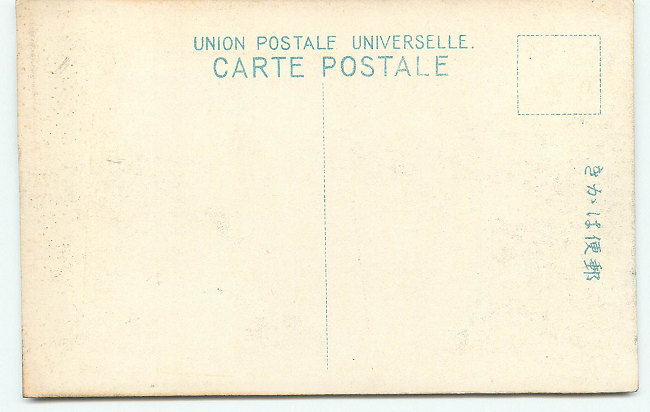 UNION POSTALE UNIVERSELLE.
CARTE POSTALE
郵便はかき